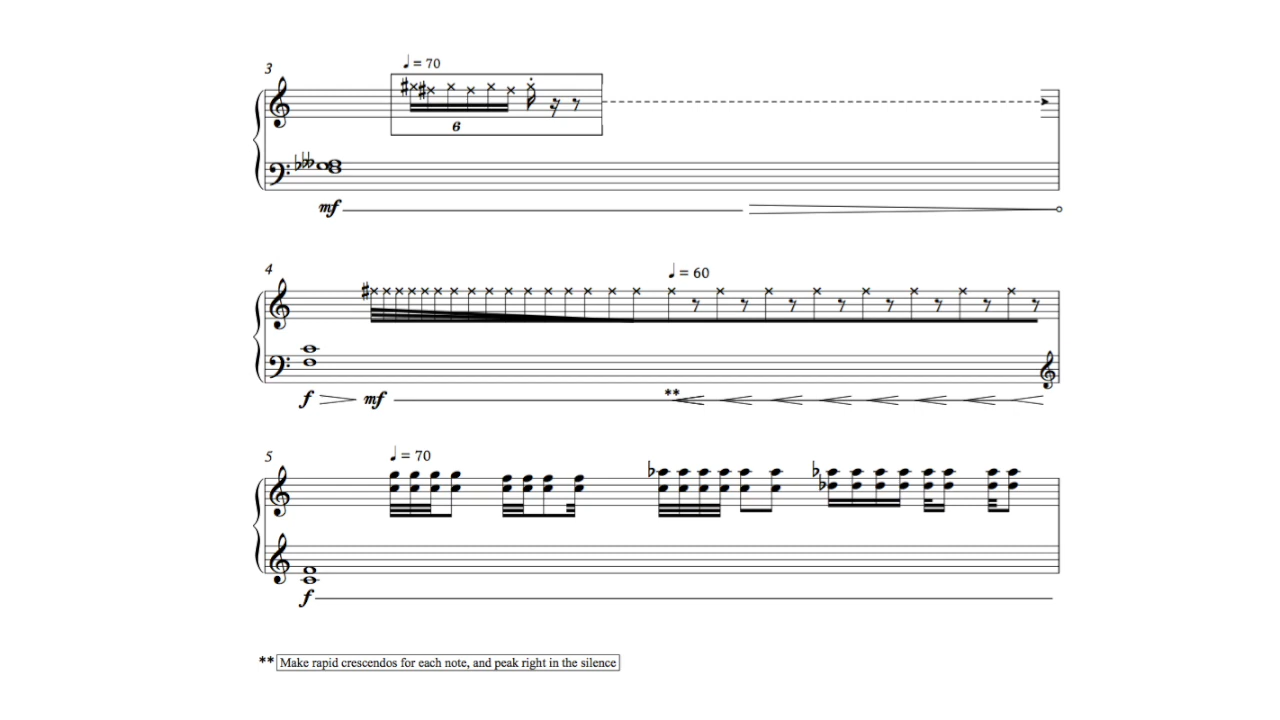 3
♩ = 70
6
mf
4
♩ = 60
f mf
**
5
♩ = 70
f
** Make rapid crescendos for each note, and peak right in the silence